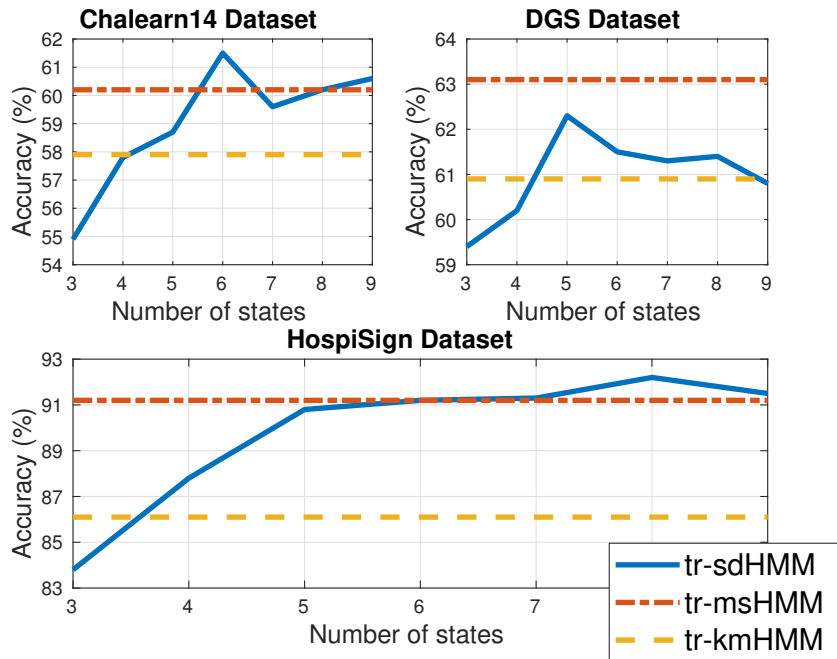 Chalearn14 Dataset
62
61
60
59
58
57
56
55
54
Accuracy (%)
3 4 5 6 7 8 9
Number of states
DGS Dataset
64
63
62
61
60
59
Accuracy (%)
3 4 5 6 7 8 9
Number of states
HospiSign Dataset
93
91
89
87
85
83
Accuracy (%)
3 4 5 6 7
Number of states
tr-sdHMM
tr-msHMM
tr-kmHMM